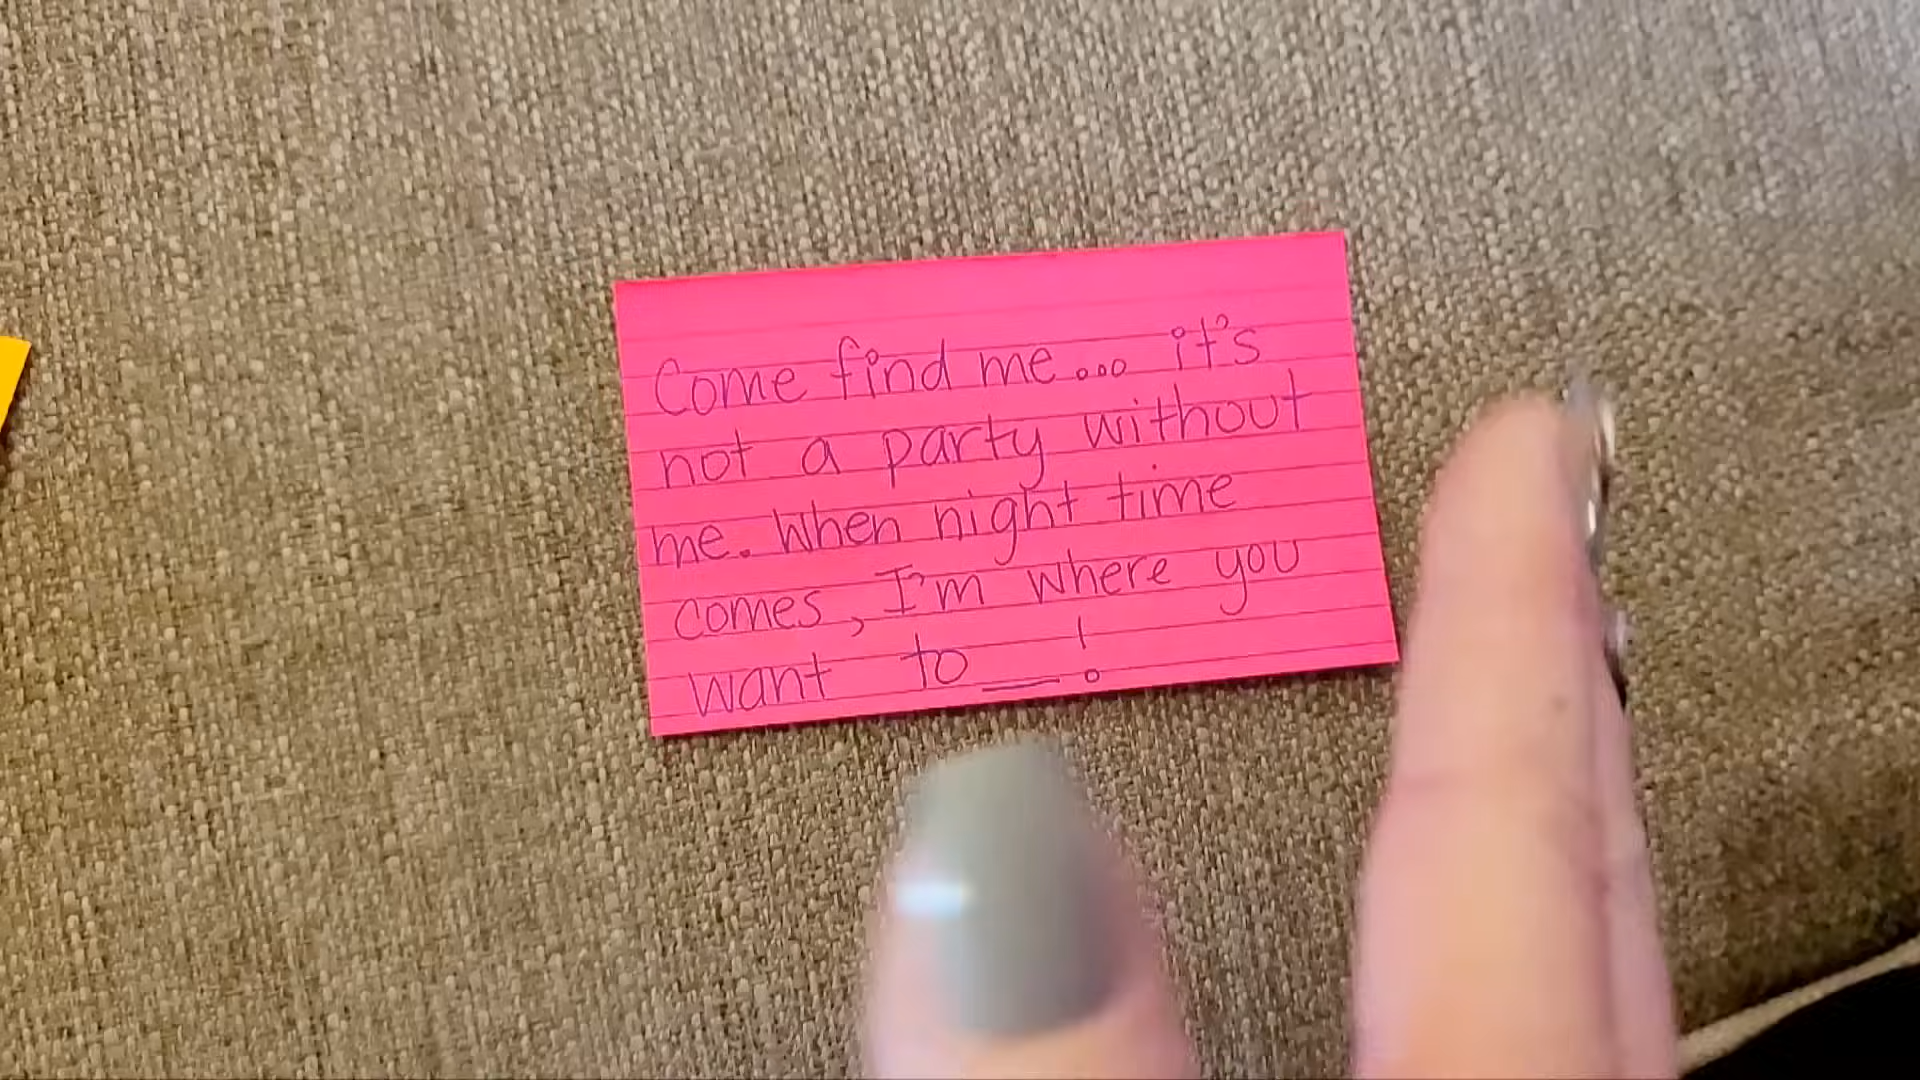 Come find me... it's
not a party without
me. When night time
comes, I'm where you
want to __!